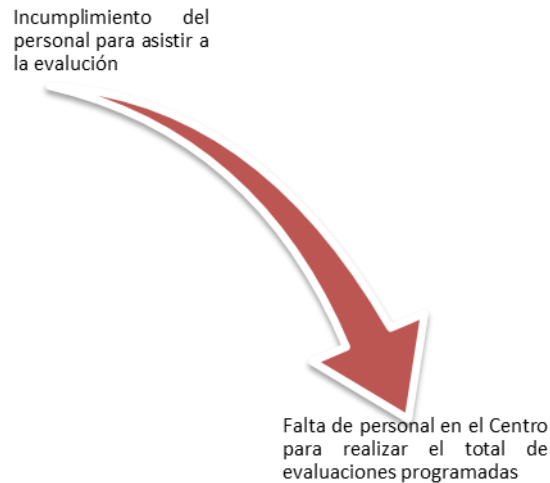 Incumplimiento del
personal para asistir a
la evalución
Falta de personal en el Centro
para realizar el total de
evaluaciones programadas